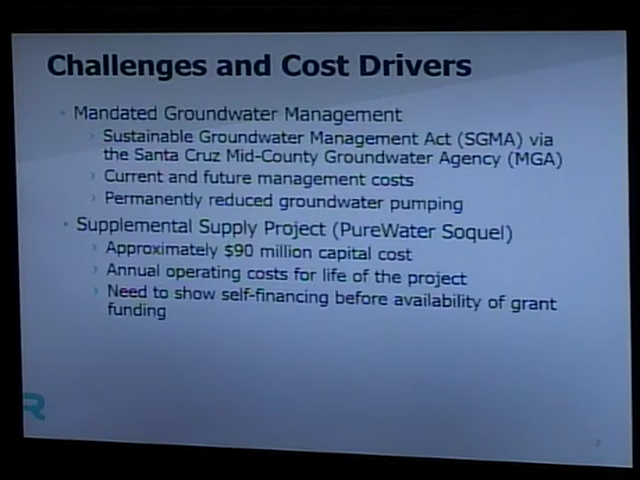 Challenges and Cost Drivers
Mandated Groundwater Management
Sustainable Groundwater Management Act (SGMA) via
the Santa Cruz Mid-County Groundwater Agency (MGA)
Current and future management costs
Permanently reduced groundwater pumping
Supplemental Supply Project (PureWater Soquel)
Approximately $90 million capital cost
Annual operating costs for life of the project
Need to show self-financing before availability of grant
funding
R
7